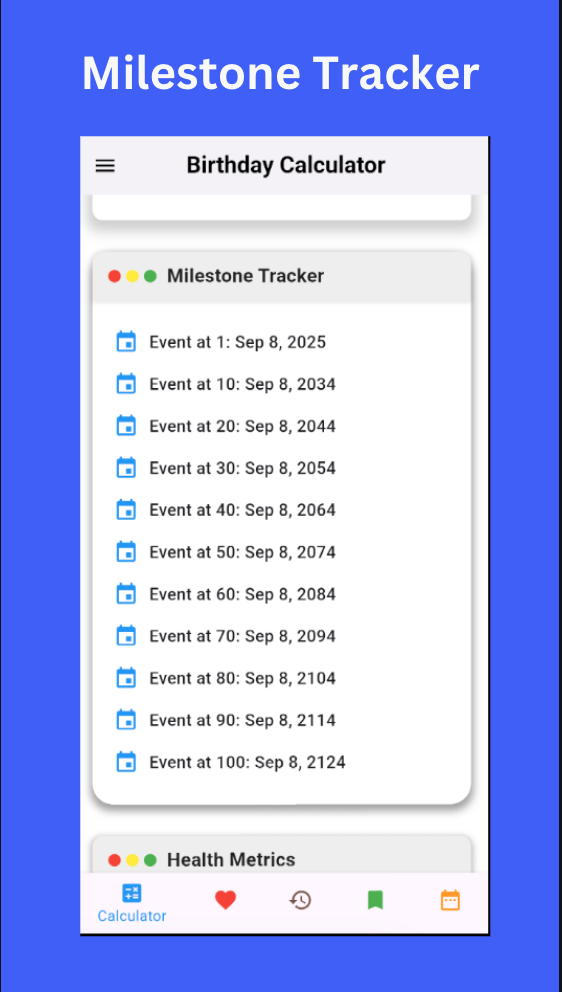 Milestone Tracker
Birthday Calculator
Milestone Tracker
Event at 1: Sep 8, 2025
Event at 10: Sep 8, 2034
Event at 20: Sep 8, 2044
Event at 30: Sep 8, 2054
Event at 40: Sep 8, 2064
Event at 50: Sep 8, 2074
Event at 60: Sep 8, 2084
Event at 70: Sep 8, 2094
Event at 80: Sep 8, 2104
Event at 90: Sep 8, 2114
Event at 100: Sep 8, 2124
Health Metrics
Calculator